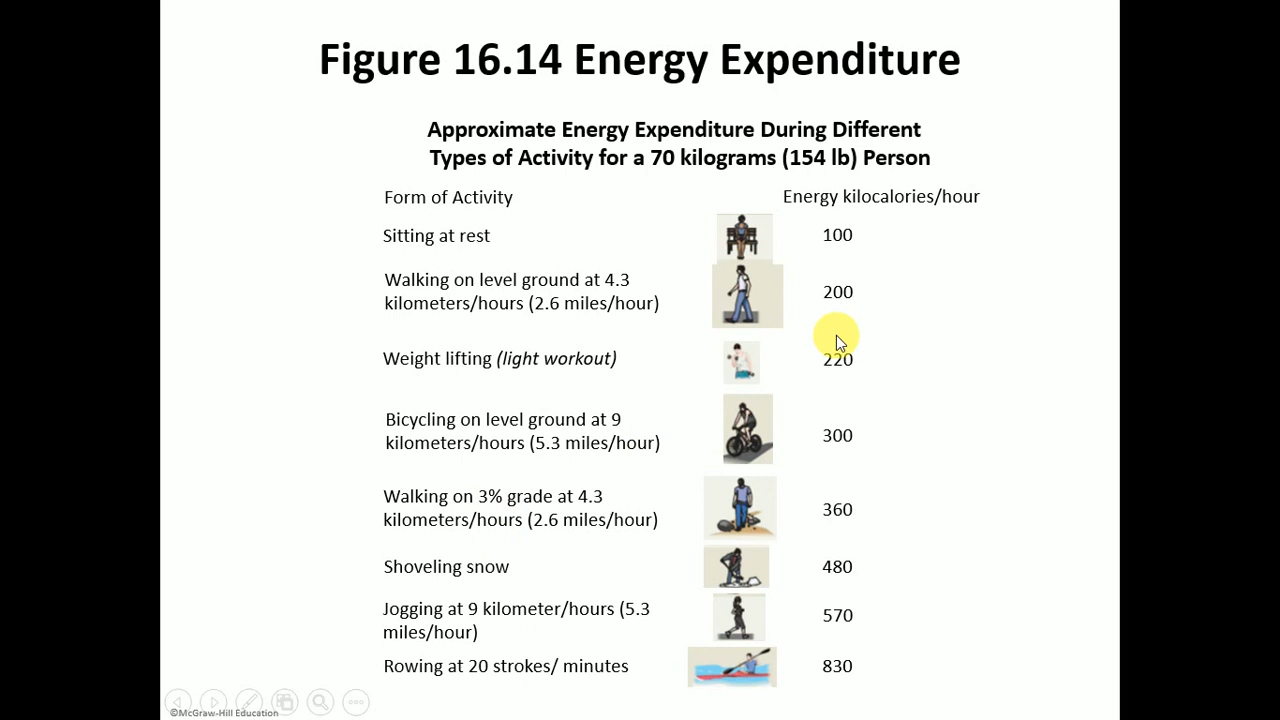 Figure 16.14 Energy Expenditure
Approximate Energy Expenditure During Different
Types of Activity for a 70 kilograms (154 lb) Person
Form of Activity Energy kilocalories/hour
Sitting at rest 100
Walking on level ground at 4.3
kilometers/hours (2.6 miles/hour) 200
Weight lifting (light workout) 220
Bicycling on level ground at 9
kilometers/hours (5.3 miles/hour) 300
Walking on 3% grade at 4.3
kilometers/hours (2.6 miles/hour) 360
Shoveling snow 480
Jogging at 9 kilometer/hours (5.3
miles/hour) 570
Rowing at 20 strokes/ minutes 830
©McGraw-Hill Education